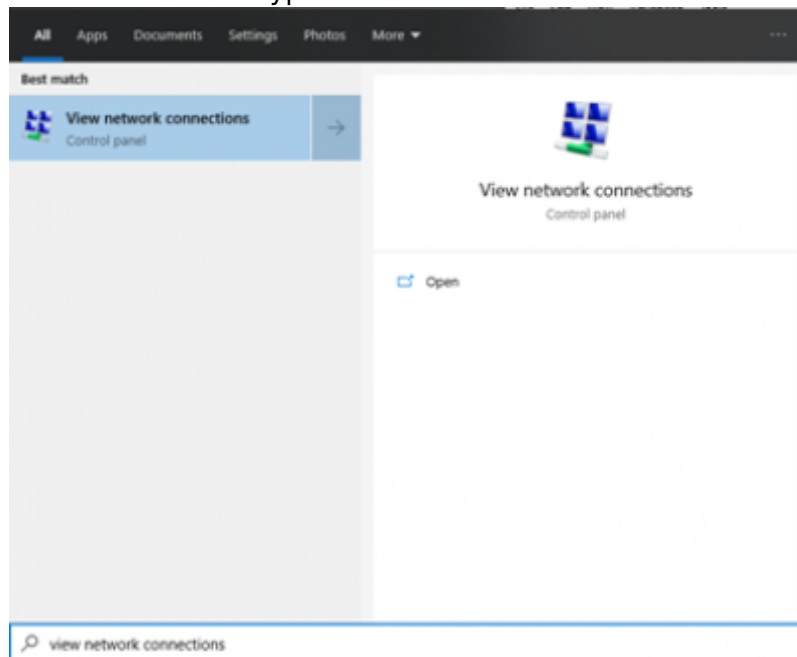 All Apps Documents Settings Photos More ...
Best match
View network connections
Control panel
View network connections
Control panel
Open
view network connections